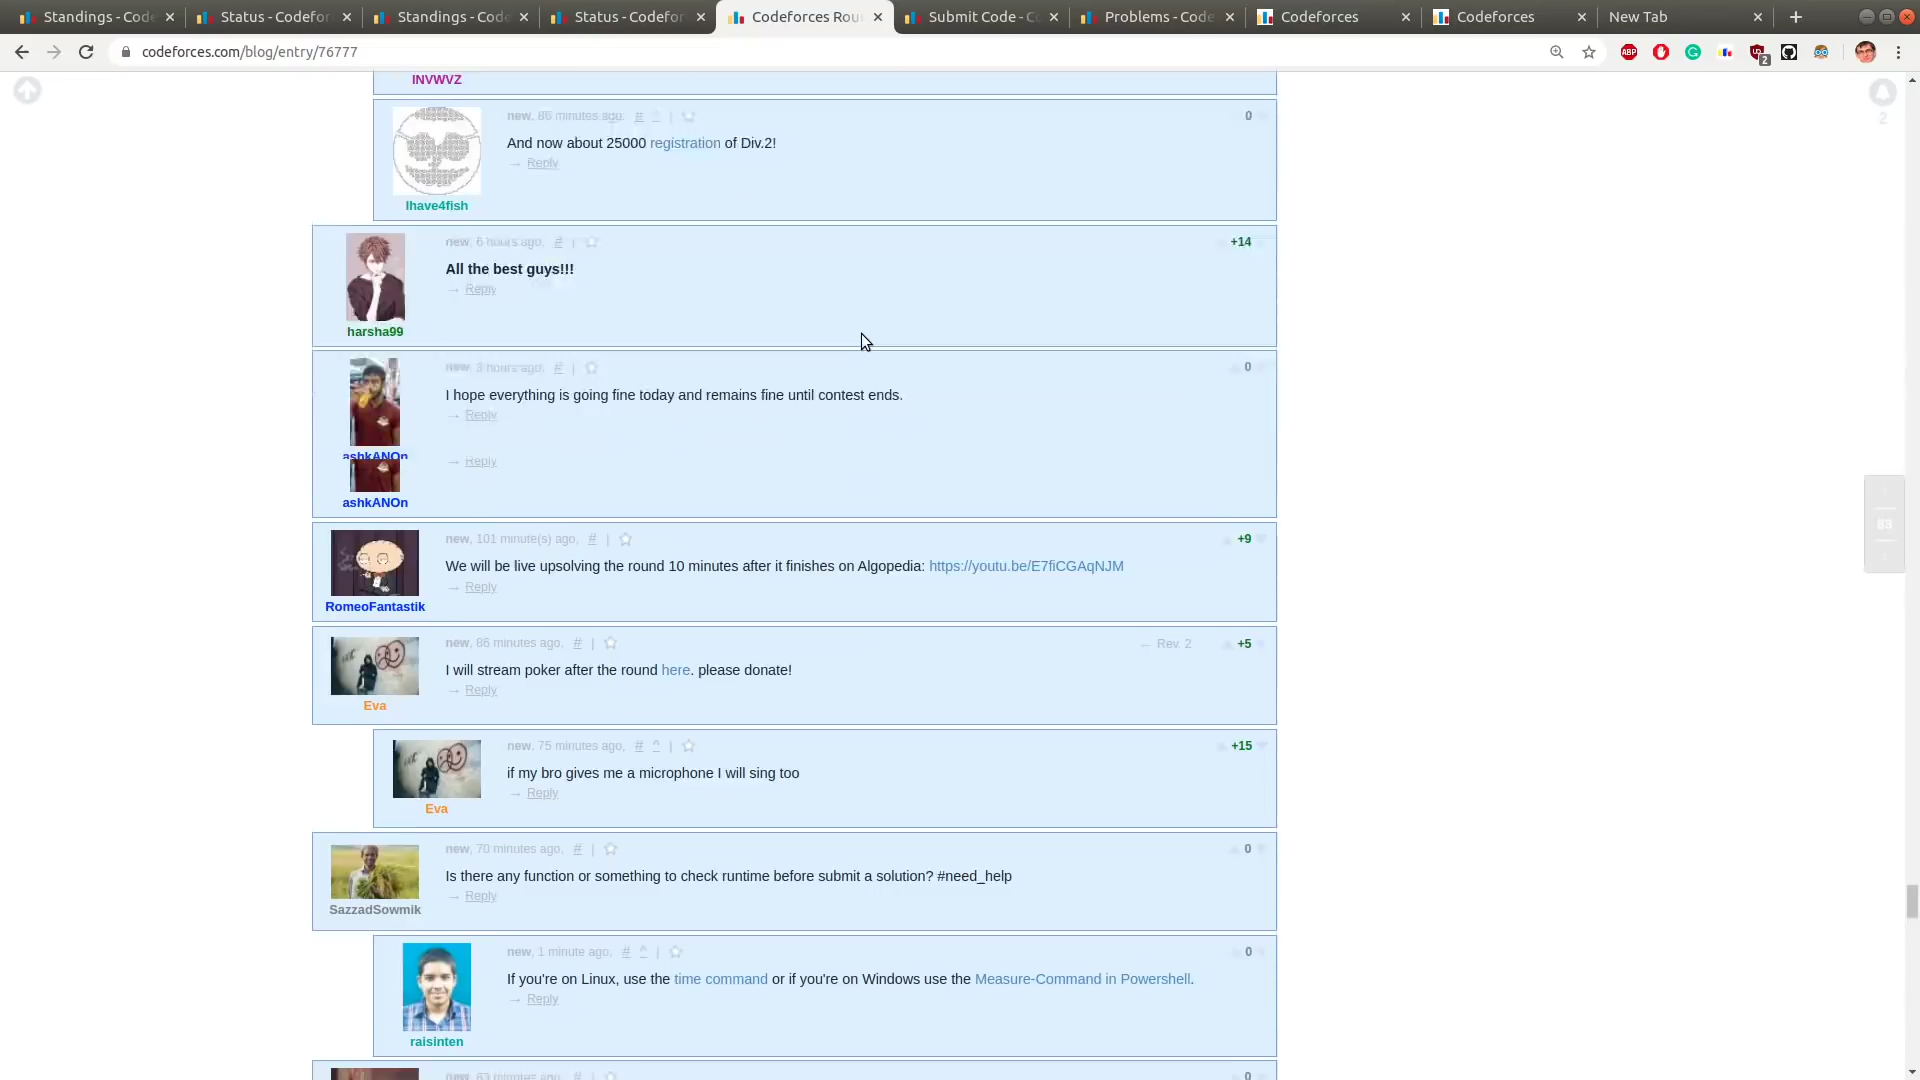 Standings - Code
Status - Codefor
Standings - Code
Status - Codefor
Codeforces Rou
Submit Code - Co
Problems - Code
Codeforces
Codeforces
New Tab
codeforces.com/blog/entry/76777
ABP
2
INVWVZ
2
new, 86 minutes ago, # | 0
And now about 25000 registration of Div.2!
→ Reply
Ihave4fish
new, 6 hours ago, # | +14
All the best guys!!!
→ Reply
harsha99
new, 3 hours ago, # | 0
I hope everything is going fine today and remains fine until contest ends.
→ Reply
ashkANOn
→ Reply
ashkANOn
83
new, 101 minute(s) ago, # | +9
We will be live upsolving the round 10 minutes after it finishes on Algopedia: https://youtu.be/E7fiCGAqNJM
→ Reply
RomeoFantastik
new, 86 minutes ago, # | ← Rev. 2 +5
I will stream poker after the round here. please donate!
→ Reply
Eva
new, 75 minutes ago, # ^ | +15
if my bro gives me a microphone I will sing too
→ Reply
Eva
new, 70 minutes ago, # | 0
Is there any function or something to check runtime before submit a solution? #need_help
→ Reply
SazzadSowmik
new, 1 minute ago, # ^ | 0
If you're on Linux, use the time command or if you're on Windows use the Measure-Command in Powershell.
→ Reply
raisinten
new, 63 minutes ago, # | 0